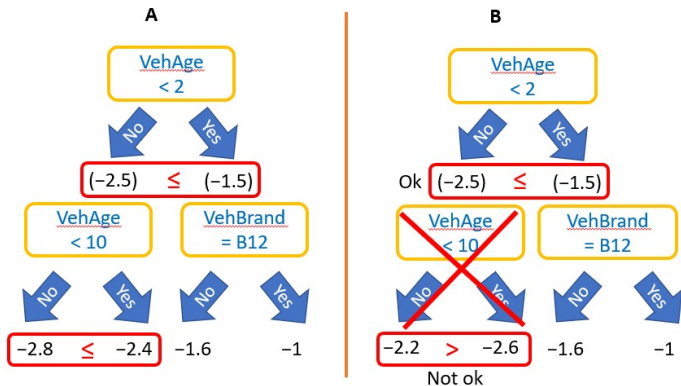 A
VehAge
< 2
No
Yes
(−2.5) ≤ (−1.5)
VehAge
< 10
VehBrand
= B12
No
Yes
No
Yes
−2.8 ≤ −2.4
−1.6
−1
B
VehAge
< 2
No
Yes
Ok (−2.5) ≤ (−1.5)
VehAge
< 10
VehBrand
= B12
No
Yes
No
Yes
−2.2 > −2.6
−1.6
−1
Not ok